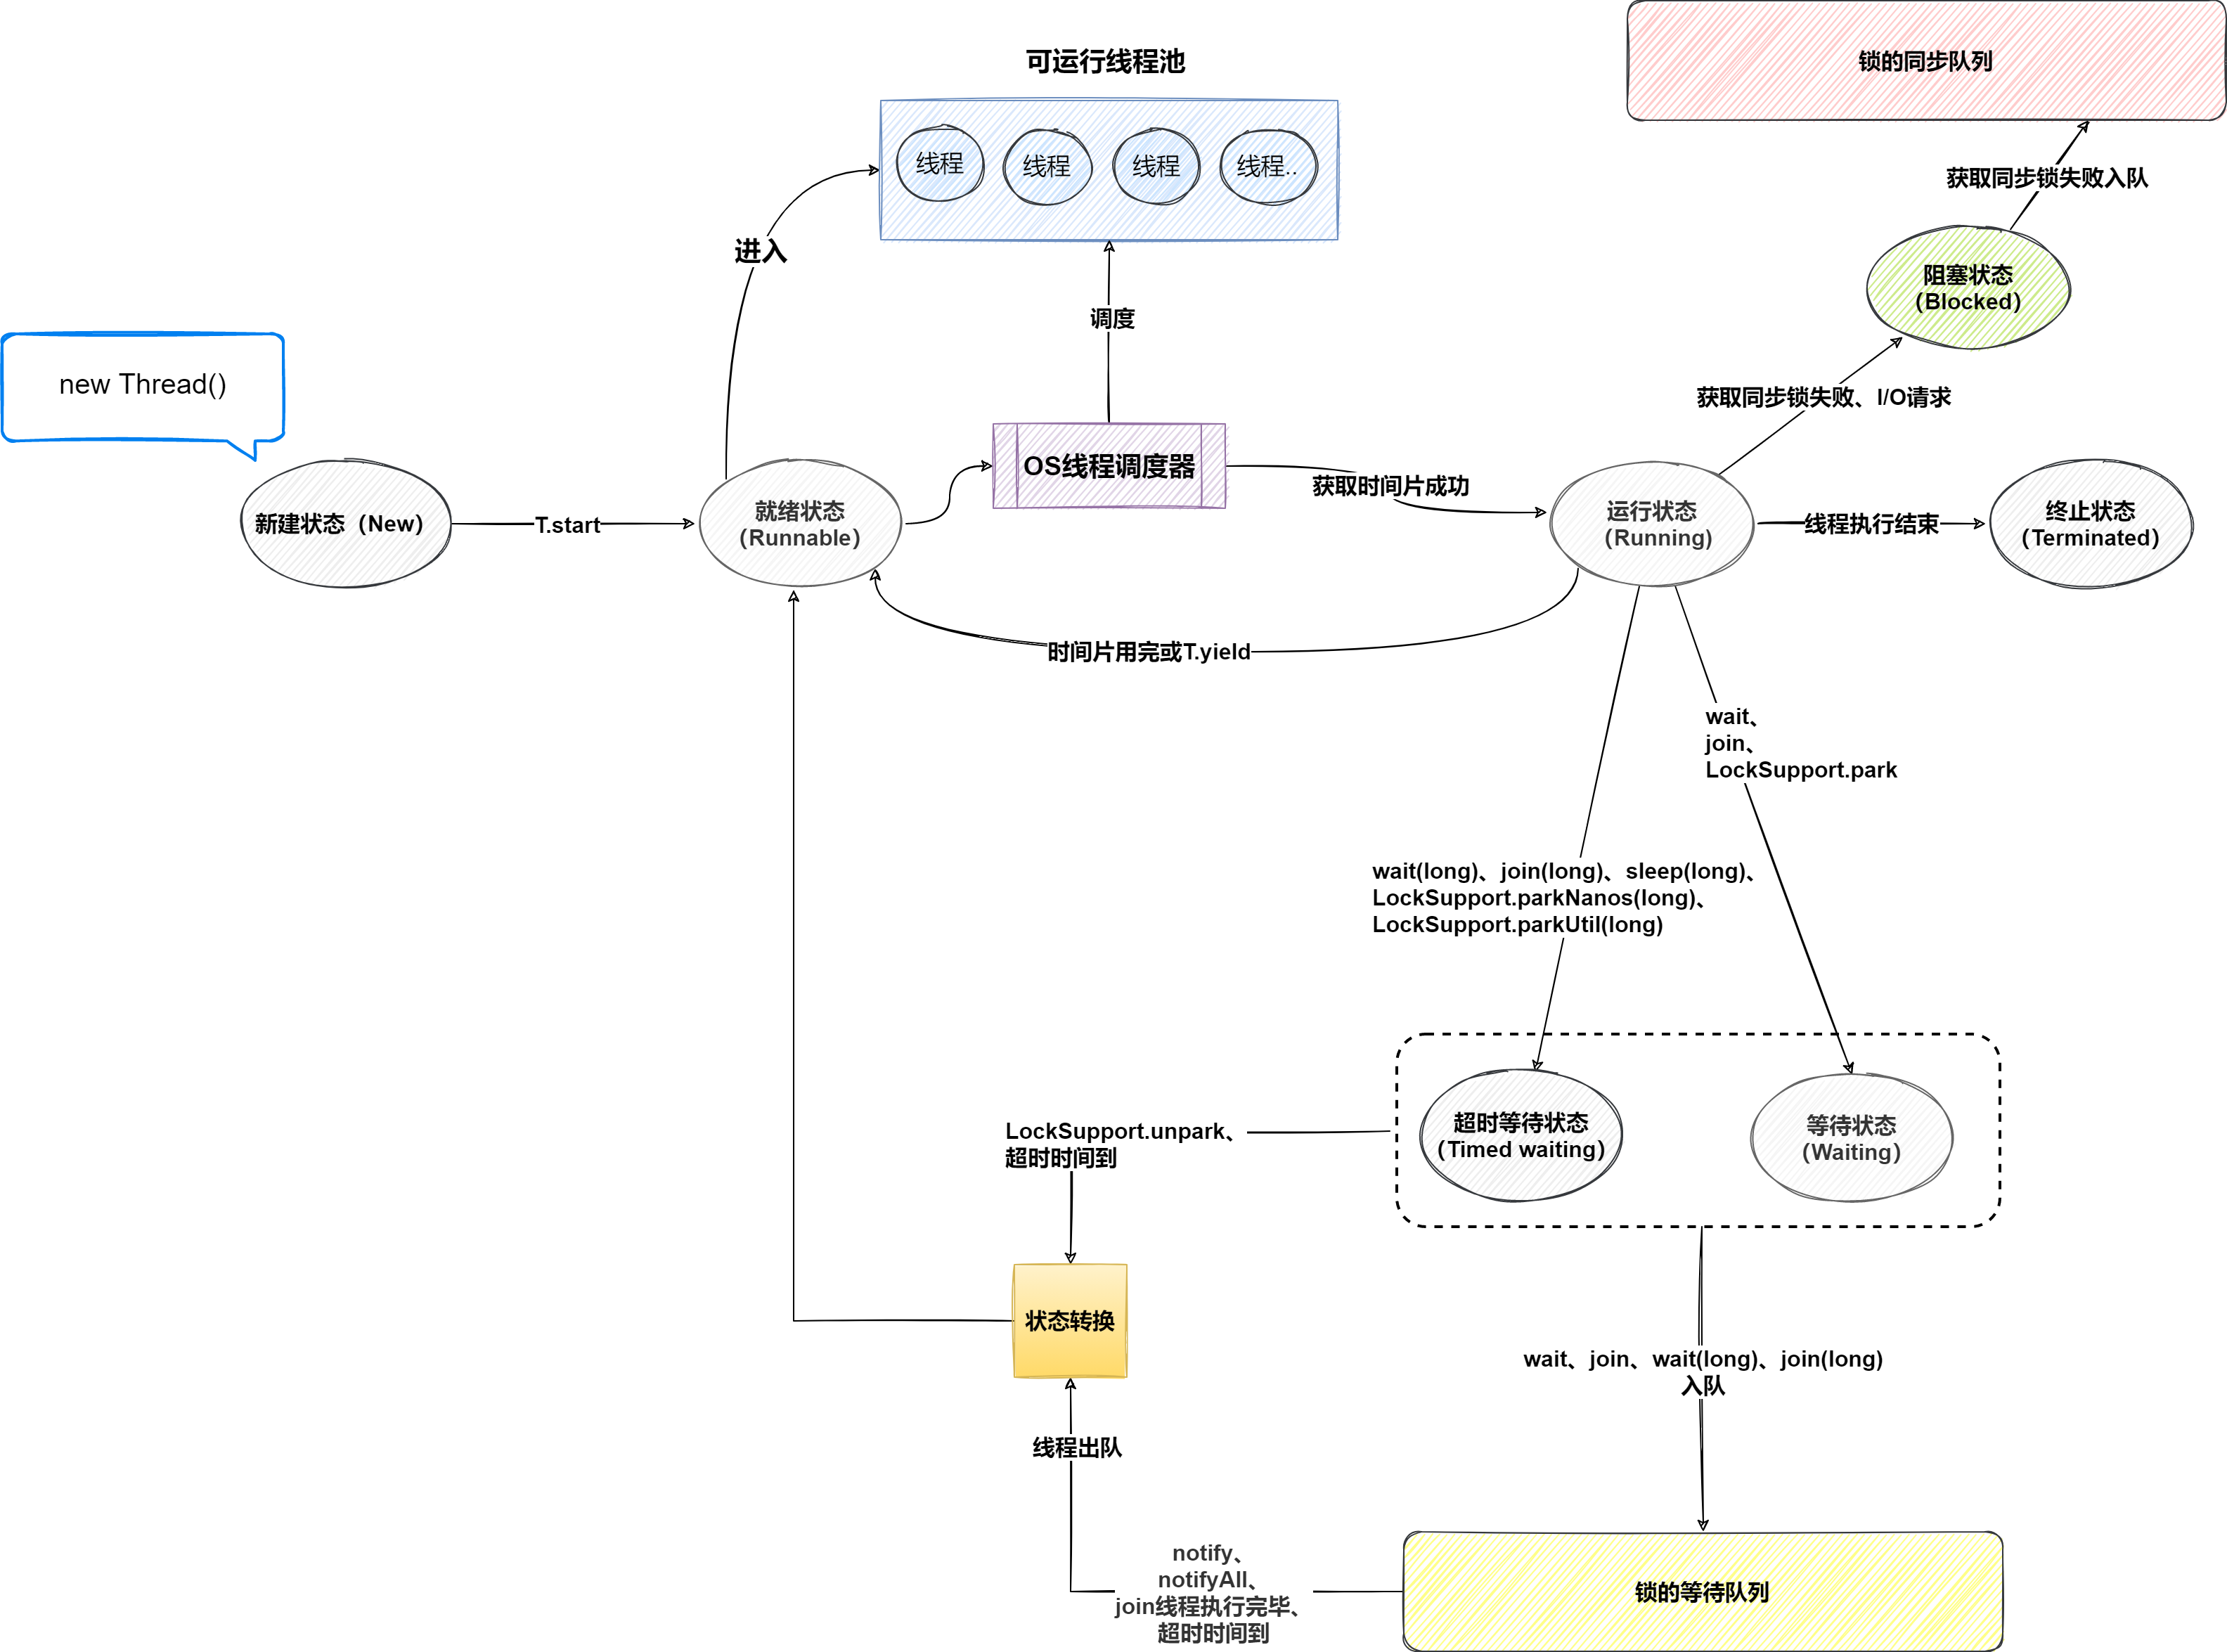 锁的同步队列
可运行线程池
线程
线程
线程
线程..
获取同步锁失败入队
进入
阻塞状态
（Blocked）
调度
new Thread()
获取同步锁失败、I/O请求
OS线程调度器
获取时间片成功
新建状态（New）
T.start
就绪状态
（Runnable）
运行状态
（Running)
线程执行结束
终止状态
（Terminated）
时间片用完或T.yield
wait、
join、
LockSupport.park
wait(long)、join(long)、sleep(long)、
LockSupport.parkNanos(long)、
LockSupport.parkUtil(long)
LockSupport.unpark、
超时时间到
超时等待状态
（Timed waiting）
等待状态
（Waiting）
状态转换
wait、join、wait(long)、join(long)
入队
线程出队
notify、
notifyAll、
join线程执行完毕、
超时时间到
锁的等待队列